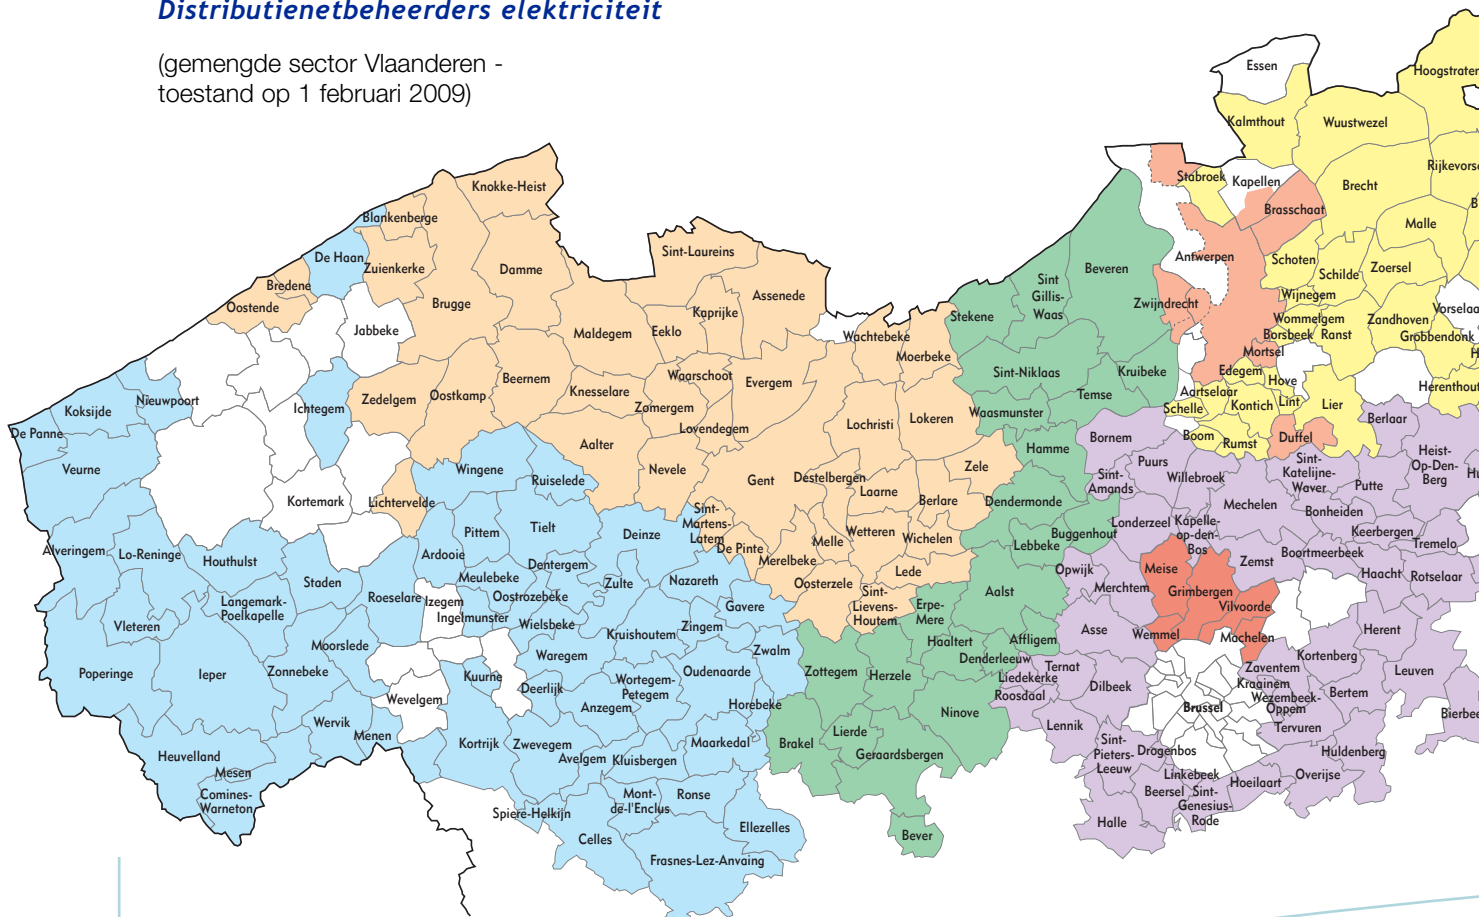 Distributienetbeheerders elektriciteit
(gemengde sector Vlaanderen -
toestand op 1 februari 2009)
Essen
Hoogstraten
Kalmthout
Wuustwezel
Rijkevors
Stabroek
Kapellen
Brecht
Knokke-Heist
Blankenberge
Brasschaat
Malle
B
De Haan
Zuienkerke
Damme
Sint-Laureins
Beveren
Antwerpen
Schoten
Schilde
Zoersel
Bredene
Oostende
Brugge
Assenede
Kaprijke
Sint
Gillis-
Waas
Stekene
Zwijndrecht
Wijnegem
Wommelgem
Borsbeek
Ranst
Zandhoven
Vorselaa
Grobbendonk
Jabbeke
Maldegem
Eeklo
Wachtebeke
Moerbeke
Mortsel
H
Koksijde
Nieuwpoort
Ichtegem
Zedelgem
Oostkamp
Beernem
Knesselare
Waarschoot
Zomergem
Evergem
Lovendegem
Lochristi
Lokeren
Sint-Niklaas
Waasmunster
Temse
Kruibeke
Edegem
Hove
Aartselaar
Schelle
Kontich
Lint
Lier
Herenthout
Berlaar
De Panne
Veurne
Aalter
Nevele
Gent
Destelbergen
Laarne
Zele
Berlare
Hamme
Bornem
Boom
Rumst
Duffel
Puurs
Sint-
Amands
Willebroek
Sint-
Katelijne-
Waver
Putte
Heist-
Op-Den-
Berg
Hu
Kortemark
Lichtervelde
Wingene
Ruiselede
Dendermonde
Mechelen
Bonheiden
Keerbergen
Tremelo
Alveringem
Lo-Reninge
Houthulst
Staden
Ardooie
Pittem
Tielt
Deinze
Sint-
Martens-
Latem
De Pinte
Merelbeke
Melle
Wetteren
Wichelen
Lebbeke
Buggenhout
Londerzeel
Kapelle-
op-den-
Bos
Zemst
Boortmeerbeek
Haacht
Rotselaar
Dentergem
Meulebeke
Oostrozebeke
Zulte
Nazareth
Oosterzele
Lede
Sint-
Lievens-
Houtem
Erpe-
Mere
Aalst
Opwijk
Merchtem
Meise
Grimbergen
Vilvoorde
Langemark-
Poelkapelle
Roeselare
Izegem
Ingelmunster
Wielsbeke
Gavere
Zingem
Kruishoutem
Vleteren
Moorslede
Zonnebeke
Waregem
Zwalm
Haaltert
Affligem
Denderleeuw
Asse
Wemmel
Machelen
Herent
Kortenberg
Leuven
Poperinge
Ieper
Kuurne
Deerlijk
Wortegem-
Petegem
Oudenaarde
Horebeke
Zottegem
Herzele
Ternat
Liedekerke
Roosdaal
Dilbeek
Zaventem
Kraainem
Wezembeek-
Oppem
Bertem
Wevelgem
Anzegem
Ninove
Lennik
Brussel
Tervuren
Bierbee
Wervik
Menen
Kortrijk
Zwevegem
Avelgem
Kluisbergen
Maarkedal
Brakel
Lierde
Geraardsbergen
Sint-
Pieters-
Leeuw
Drogenbos
Huldenberg
Heuvelland
Mesen
Comines-
Warneton
Spiere-Helkijn
Mont-
de-l'Enclus
Ronse
Linkebeek
Beersel
Sint-
Genesius-
Rode
Hoeilaart
Overijse
Celles
Ellezelles
Bever
Halle
Frasnes-Lez-Anvaing